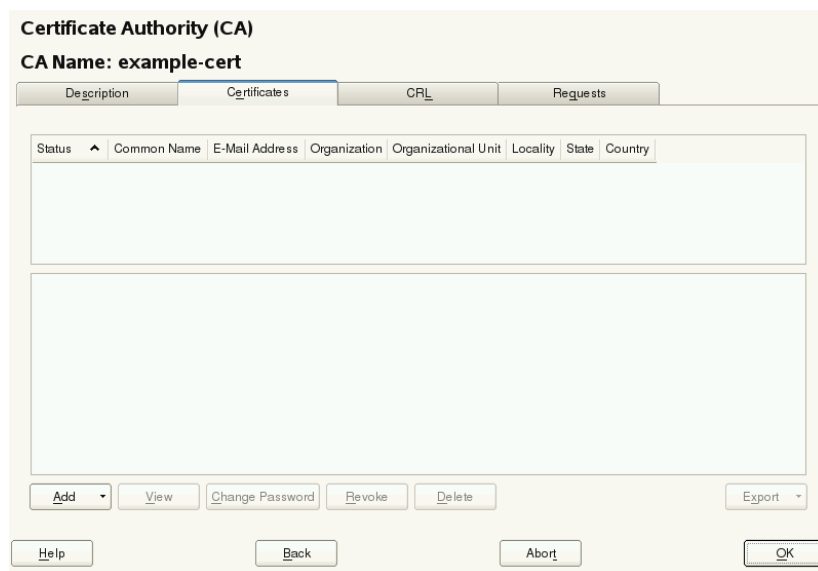 Certificate Authority (CA)
CA Name: example-cert
Description Certificates CRL Requests
Status Common Name E-Mail Address Organization Organizational Unit Locality State Country
Add View Change Password Revoke Delete Export
Help Back Abort OK